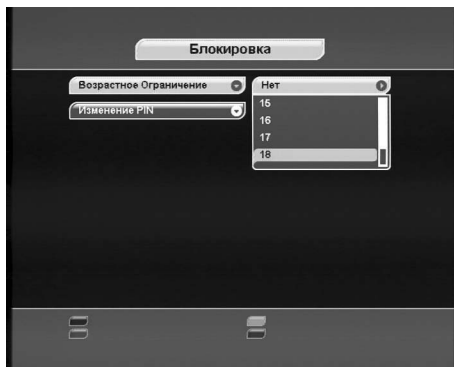 Блокировка
Возрастное Ограничение
Нет
Изменение PIN
15
16
17
18